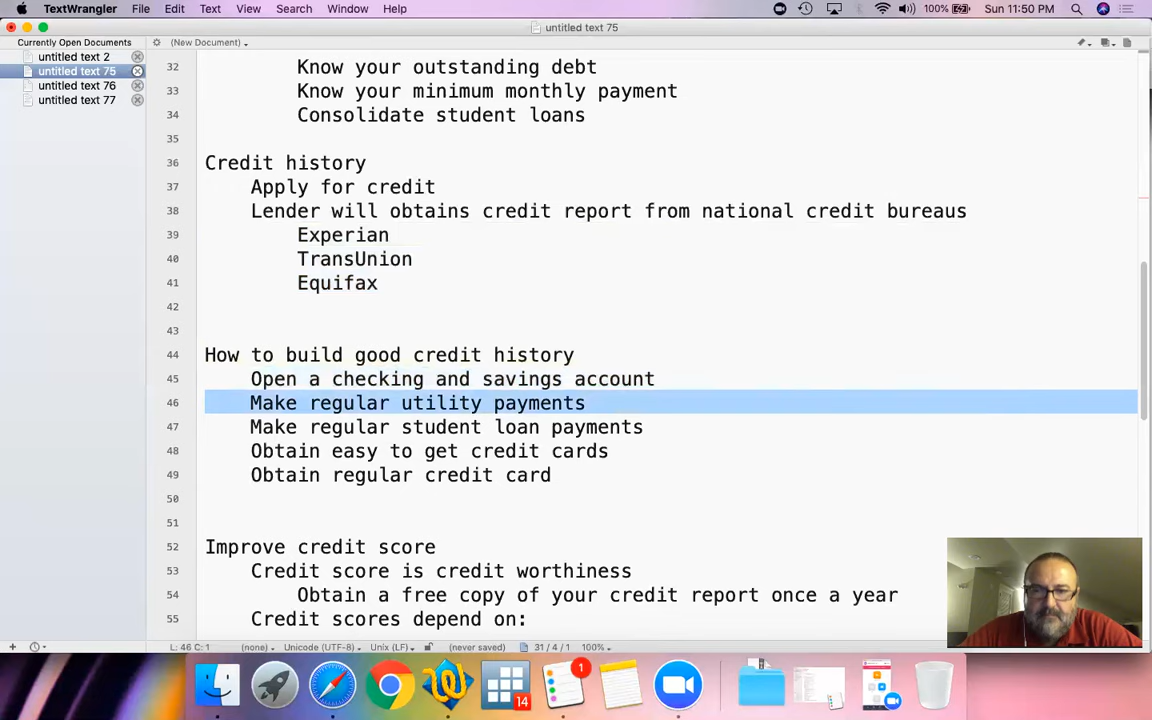 TextWrangler File Edit Text View Search Window Help 100% Sun 11:50 PM
untitled text 75
Currently Open Documents (New Document)
untitled text 2
untitled text 75
untitled text 76
untitled text 77
32 Know your outstanding debt
33 Know your minimum monthly payment
34 Consolidate student loans
35
36 Credit history
37 Apply for credit
38 Lender will obtains credit report from national credit bureaus
39 Experian
40 TransUnion
41 Equifax
42
43
44 How to build good credit history
45 Open a checking and savings account
46 Make regular utility payments
47 Make regular student loan payments
48 Obtain easy to get credit cards
49 Obtain regular credit card
50
51
52 Improve credit score
53 Credit score is credit worthiness
54 Obtain a free copy of your credit report once a year
55 Credit scores depend on:
L: 46 C: 1 (none) Unicode (UTF-8) Unix (LF) (never saved) 31 / 4 / 1 100%
1
14